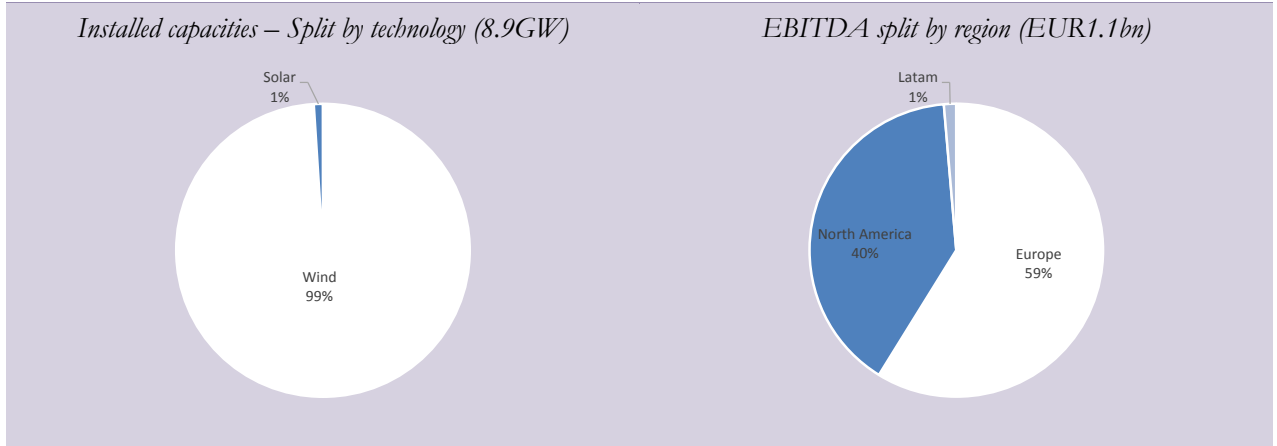 Installed capacities – Split by technology (8.9GW)
Solar
1%
Wind
99%
EBITDA split by region (EUR1.1bn)
Latam
1%
North America
40%
Europe
59%